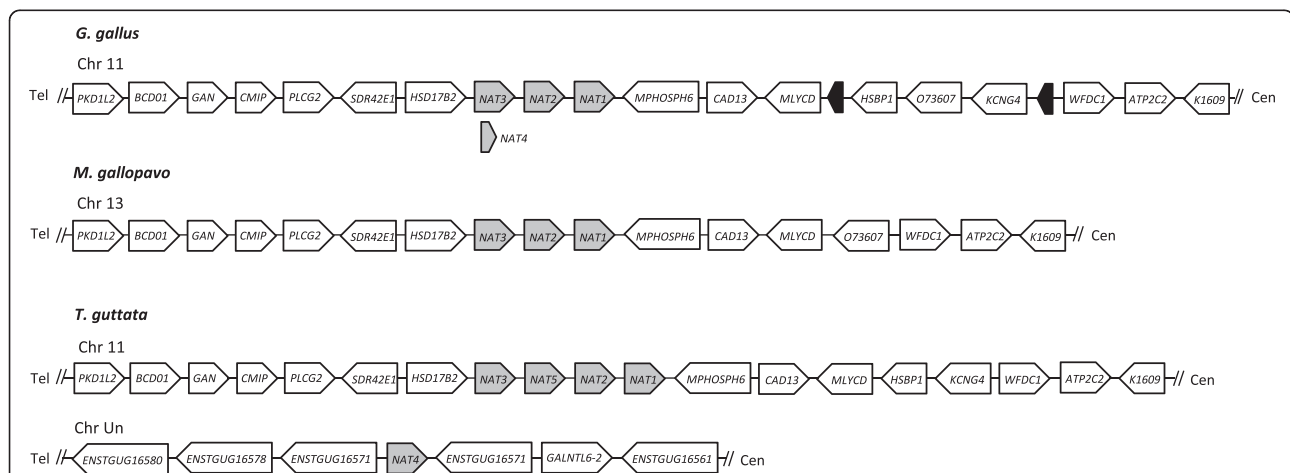 G. gallus
Chr 11
Tel // PKD1L2 BCD01 GAN CMIP PLCG2 SDR42E1 HSD17B2 NAT3 NAT2 NAT1 MPHOSPH6 CAD13 MLYCD HSBP1 O73607 KCNG4 WFDC1 ATP2C2 K1609 // Cen
NAT4
M. gallopavo
Chr 13
Tel // PKD1L2 BCD01 GAN CMIP PLCG2 SDR42E1 HSD17B2 NAT3 NAT2 NAT1 MPHOSPH6 CAD13 MLYCD O73607 WFDC1 ATP2C2 K1609 // Cen
T. guttata
Chr 11
Tel // PKD1L2 BCD01 GAN CMIP PLCG2 SDR42E1 HSD17B2 NAT3 NAT5 NAT2 NAT1 MPHOSPH6 CAD13 MLYCD HSBP1 KCNG4 WFDC1 ATP2C2 K1609 // Cen
Chr Un
Tel // ENSTGUG16580 ENSTGUG16578 ENSTGUG16571 NAT4 ENSTGUG16571 GALNTL6-2 ENSTGUG16561 // Cen